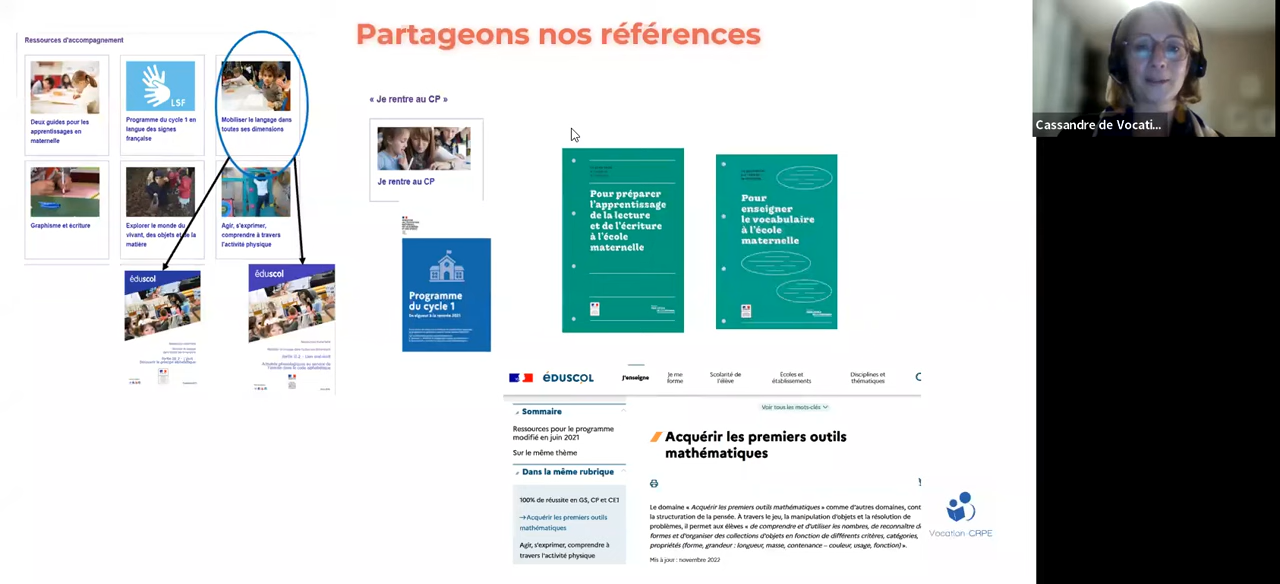 Partageons nos références
Ressources d'accompagnement
Deux guides pour les
apprentissages en
maternelle
LSF
Programme du cycle 1 en
langue des signes
française
Mobiliser le langage dans
toutes ses dimensions
Graphisme et écriture
Explorer le monde du
vivant, des objets et de la
matière
Agir, s'exprimer,
comprendre à travers
l'activité physique
éduscol
éduscol
« Je rentre au CP »
Je rentre au CP
Programme
du cycle 1
En vigueur à la rentrée 2021
Pour préparer
l'apprentissage
de la lecture
et de l'écriture
à l'école
maternelle
Pour
enseigner
le vocabulaire
à l'école
maternelle
éDUSCOL
J'enseigne
Je me
forme
Scolarité de
l'élève
Écoles et
établissements
Disciplines et
thématiques
Sommaire
Ressources pour le programme
modifié en juin 2021
Sur le même thème
Dans la même rubrique
100% de réussite en GS, CP et CE1
→Acquérir les premiers outils
mathématiques
Agir, s'exprimer, comprendre à
travers l'activité physique
Voir tous les mots-clés
Acquérir les premiers outils
mathématiques
Le domaine « Acquérir les premiers outils mathématiques » comme d'autres domaines, cont
la structuration de la pensée. À travers le jeu, la manipulation d'objets et la résolution de
problèmes, il permet aux élèves « de comprendre et d'utiliser les nombres, de reconnaître d
formes et d'organiser des collections d'objets en fonction de différents critères, catégories,
propriétés (forme, grandeur : longueur, masse, contenance – couleur, usage, fonction) ».
Mis à jour : novembre 2022
Vocation CRPE
Cassandre de Vocati...